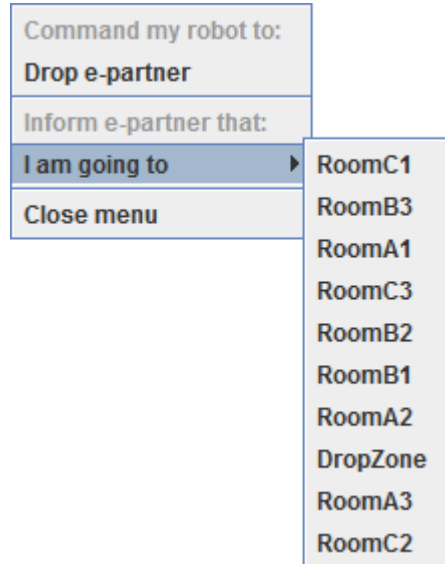 Command my robot to:
Drop e-partner
Inform e-partner that:
I am going to
Close menu
RoomC1
RoomB3
RoomA1
RoomC3
RoomB2
RoomB1
RoomA2
DropZone
RoomA3
RoomC2